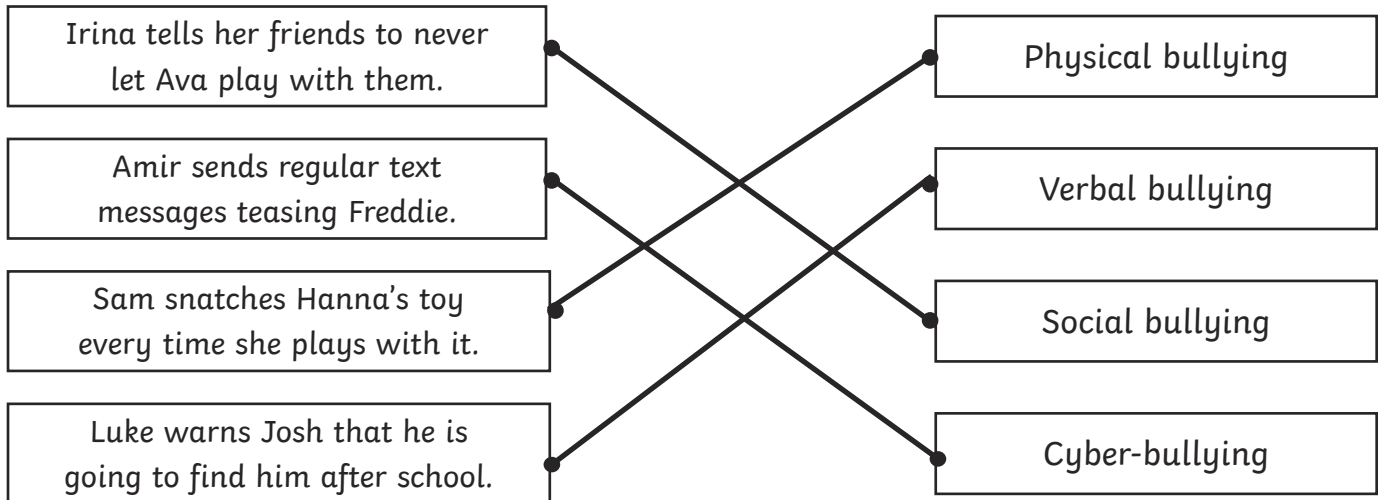 Irina tells her friends to never
let Ava play with them.
Physical bullying
Amir sends regular text
messages teasing Freddie.
Verbal bullying
Sam snatches Hanna's toy
every time she plays with it.
Social bullying
Luke warns Josh that he is
going to find him after school.
Cyber-bullying